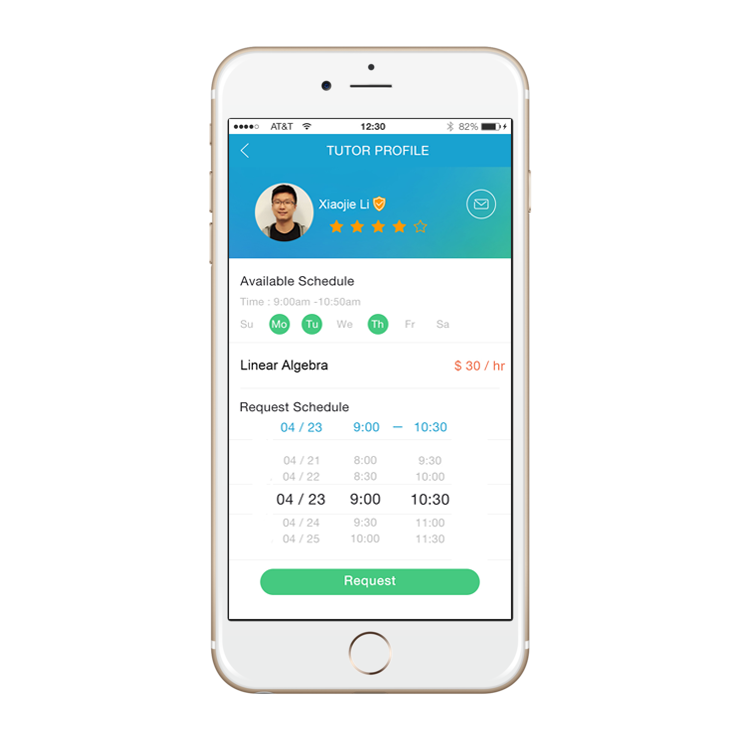 AT&T 12:30 82%
TUTOR PROFILE
Xiaojie Li
Available Schedule
Time : 9:00am -10:50am
Su Mo Tu We Th Fr Sa
Linear Algebra $ 30 / hr
Request Schedule
04 / 23 9:00 – 10:30
04 / 21 8:00 9:30
04 / 22 8:30 10:00
04 / 23 9:00 10:30
04 / 24 9:30 11:00
04 / 25 10:00 11:30
Request